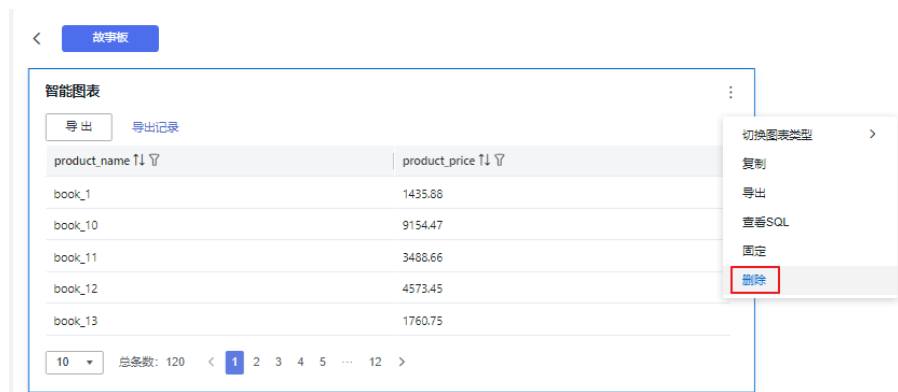 故事板
智能图表
导出 导出记录
product_name product_price
book_1 1435.88
book_10 9154.47
book_11 3488.66
book_12 4573.45
book_13 1760.75
10 总条数: 120 1 2 3 4 5 ... 12
切换图表类型
复制
导出
查看SQL
固定
删除